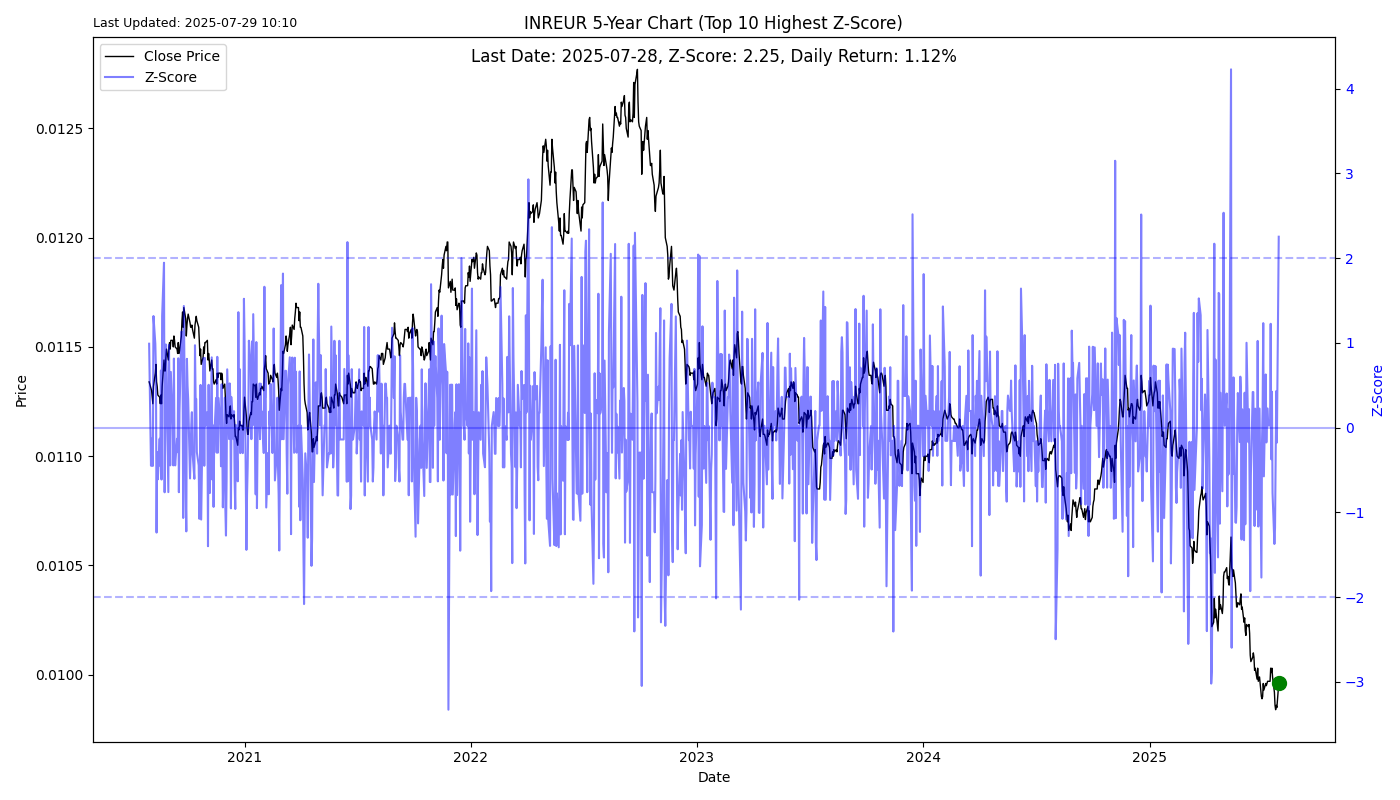 Last Updated: 2025-07-29 10:10
INREUR 5-Year Chart (Top 10 Highest Z-Score)
Last Date: 2025-07-28, Z-Score: 2.25, Daily Return: 1.12%
Close Price
Z-Score
0.0125
0.0120
0.0115
0.0110
0.0105
0.0100
Price
4
3
2
1
0
−1
−2
−3
Z-Score
2021
2022
2023
2024
2025
Date